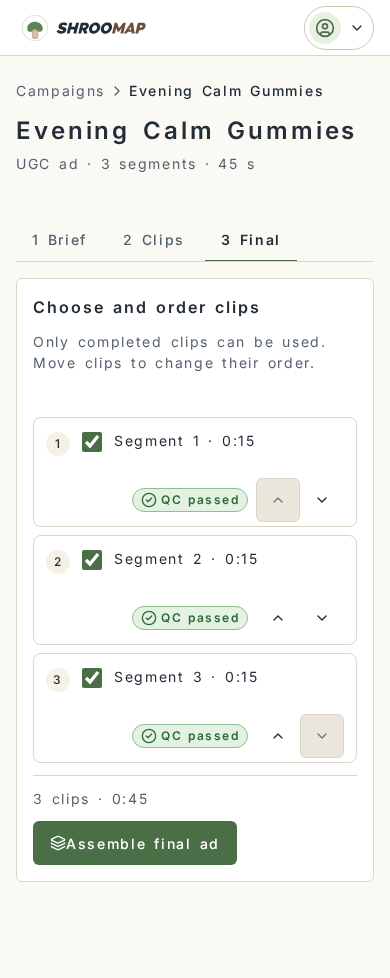 SHROOMAP
Campaigns > Evening Calm Gummies
Evening Calm Gummies
UGC ad · 3 segments · 45 s
1 Brief 2 Clips 3 Final
Choose and order clips
Only completed clips can be used.
Move clips to change their order.
1 Segment 1 · 0:15
QC passed
2 Segment 2 · 0:15
QC passed
3 Segment 3 · 0:15
QC passed
3 clips · 0:45
Assemble final ad